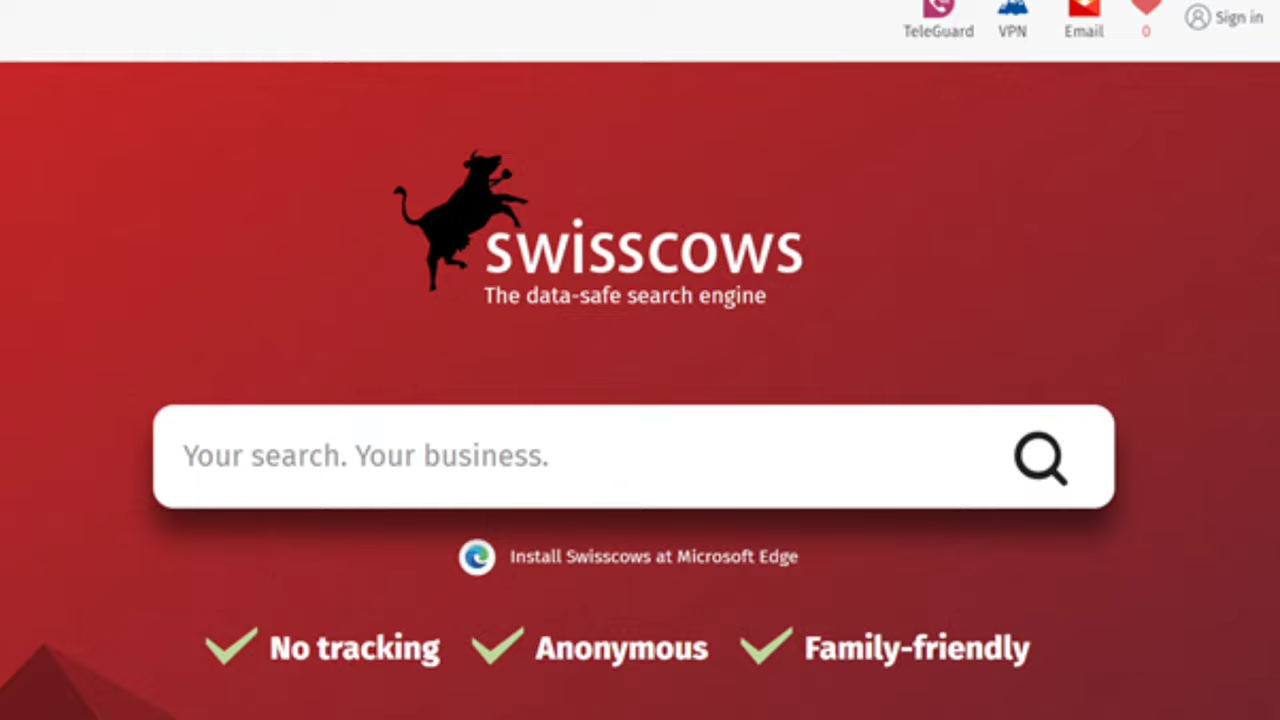 TeleGuard VPN Email 0 Sign in
swisscows
The data-safe search engine
Your search. Your business.
Install Swisscows at Microsoft Edge
No tracking Anonymous Family-friendly